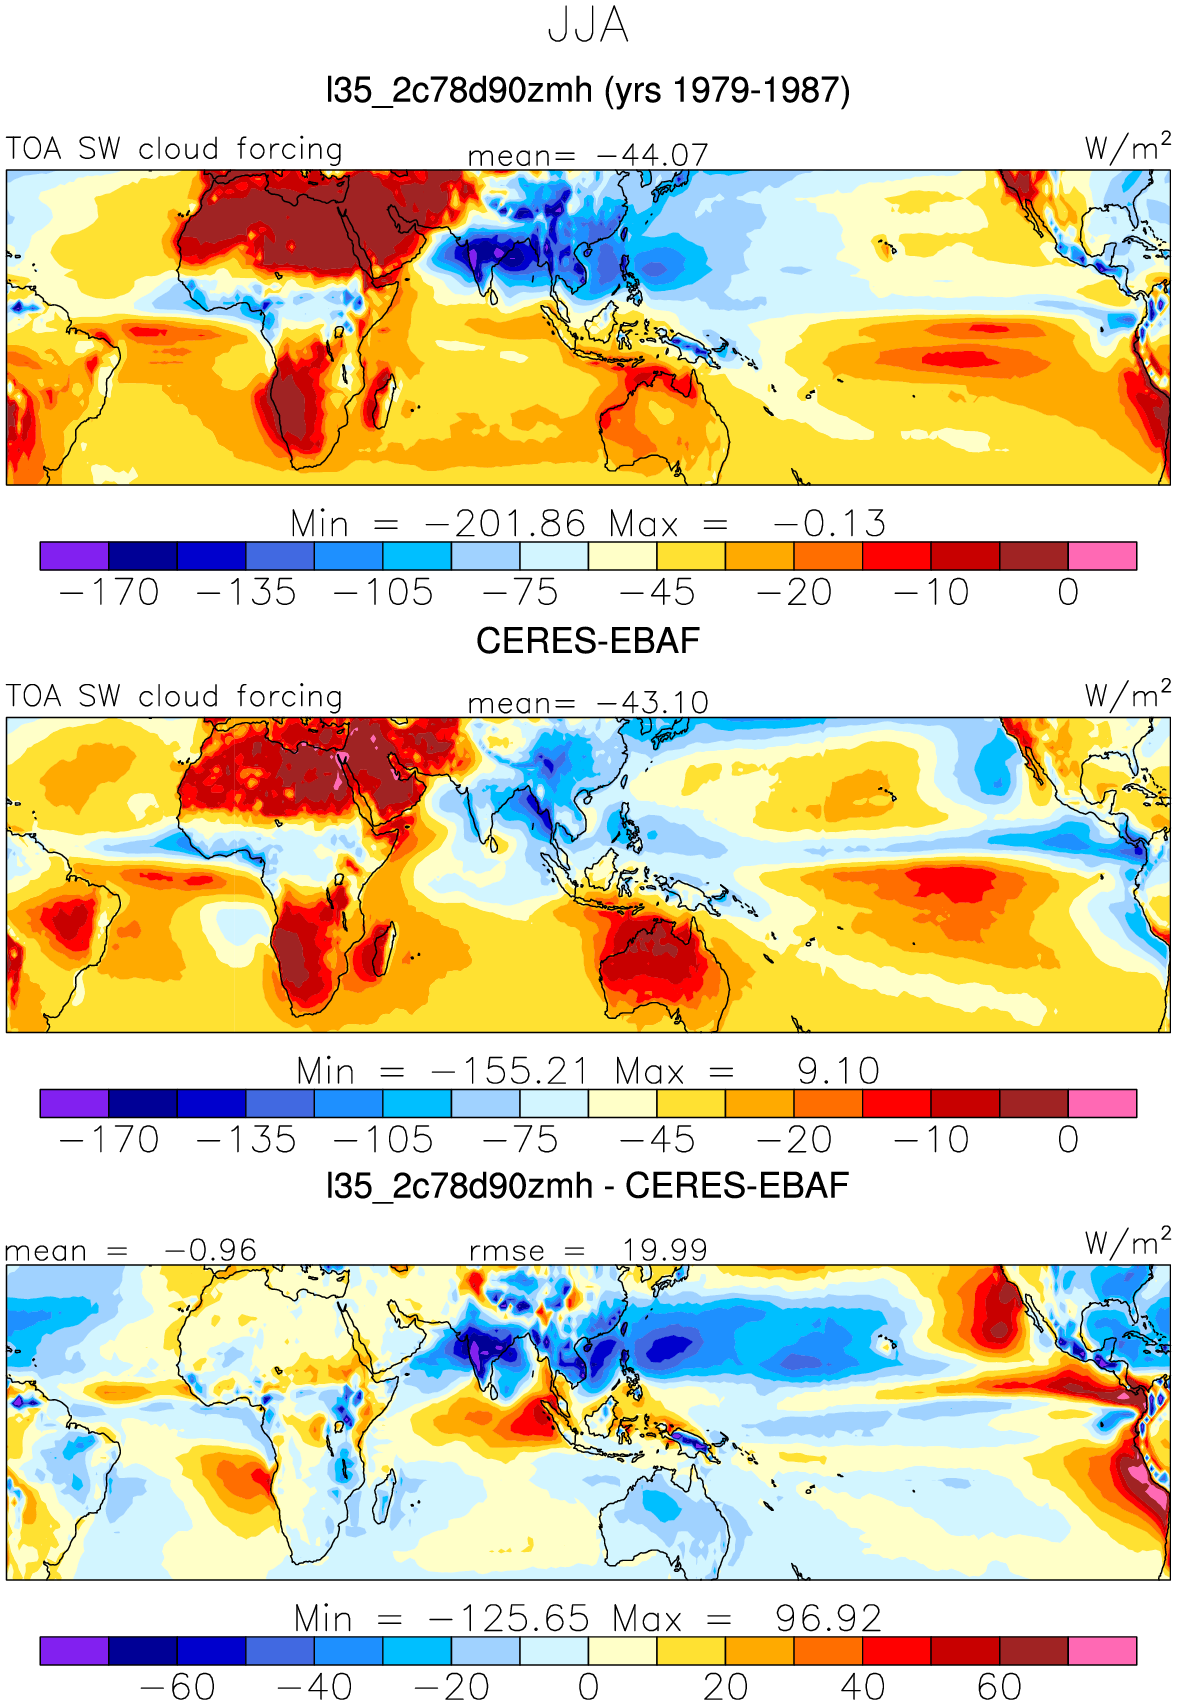 JJA
l35_2c78d90zmh (yrs 1979-1987)
TOA SW cloud forcing mean= −44.07 W/m²
Min = −201.86 Max = −0.13
−170 −135 −105 −75 −45 −20 −10 0
CERES-EBAF
TOA SW cloud forcing mean= −43.10 W/m²
Min = −155.21 Max = 9.10
−170 −135 −105 −75 −45 −20 −10 0
l35_2c78d90zmh - CERES-EBAF
mean = −0.96 rmse = 19.99 W/m²
Min = −125.65 Max = 96.92
−60 −40 −20 0 20 40 60